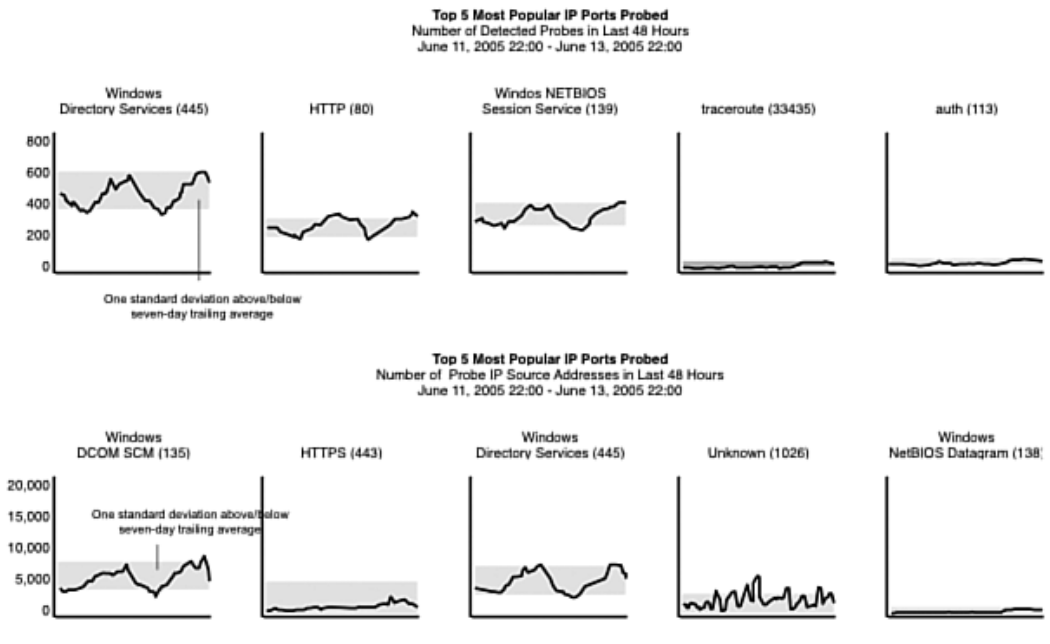 Top 5 Most Popular IP Ports Probed
Number of Detected Probes in Last 48 Hours
June 11, 2005 22:00 - June 13, 2005 22:00
Windows
Directory Services (445)
HTTP (80)
Windos NETBIOS
Session Service (139)
traceroute (33435)
auth (113)
800
600
400
200
0
One standard deviation above/below
seven-day trailing average
Top 5 Most Popular IP Ports Probed
Number of Probe IP Source Addresses in Last 48 Hours
June 11, 2005 22:00 - June 13, 2005 22:00
Windows
DCOM SCM (135)
HTTPS (443)
Windows
Directory Services (445)
Unknown (1026)
Windows
NetBIOS Datagram (138)
20,000
15,000
10,000
5,000
0
One standard deviation above/below
seven-day trailing average